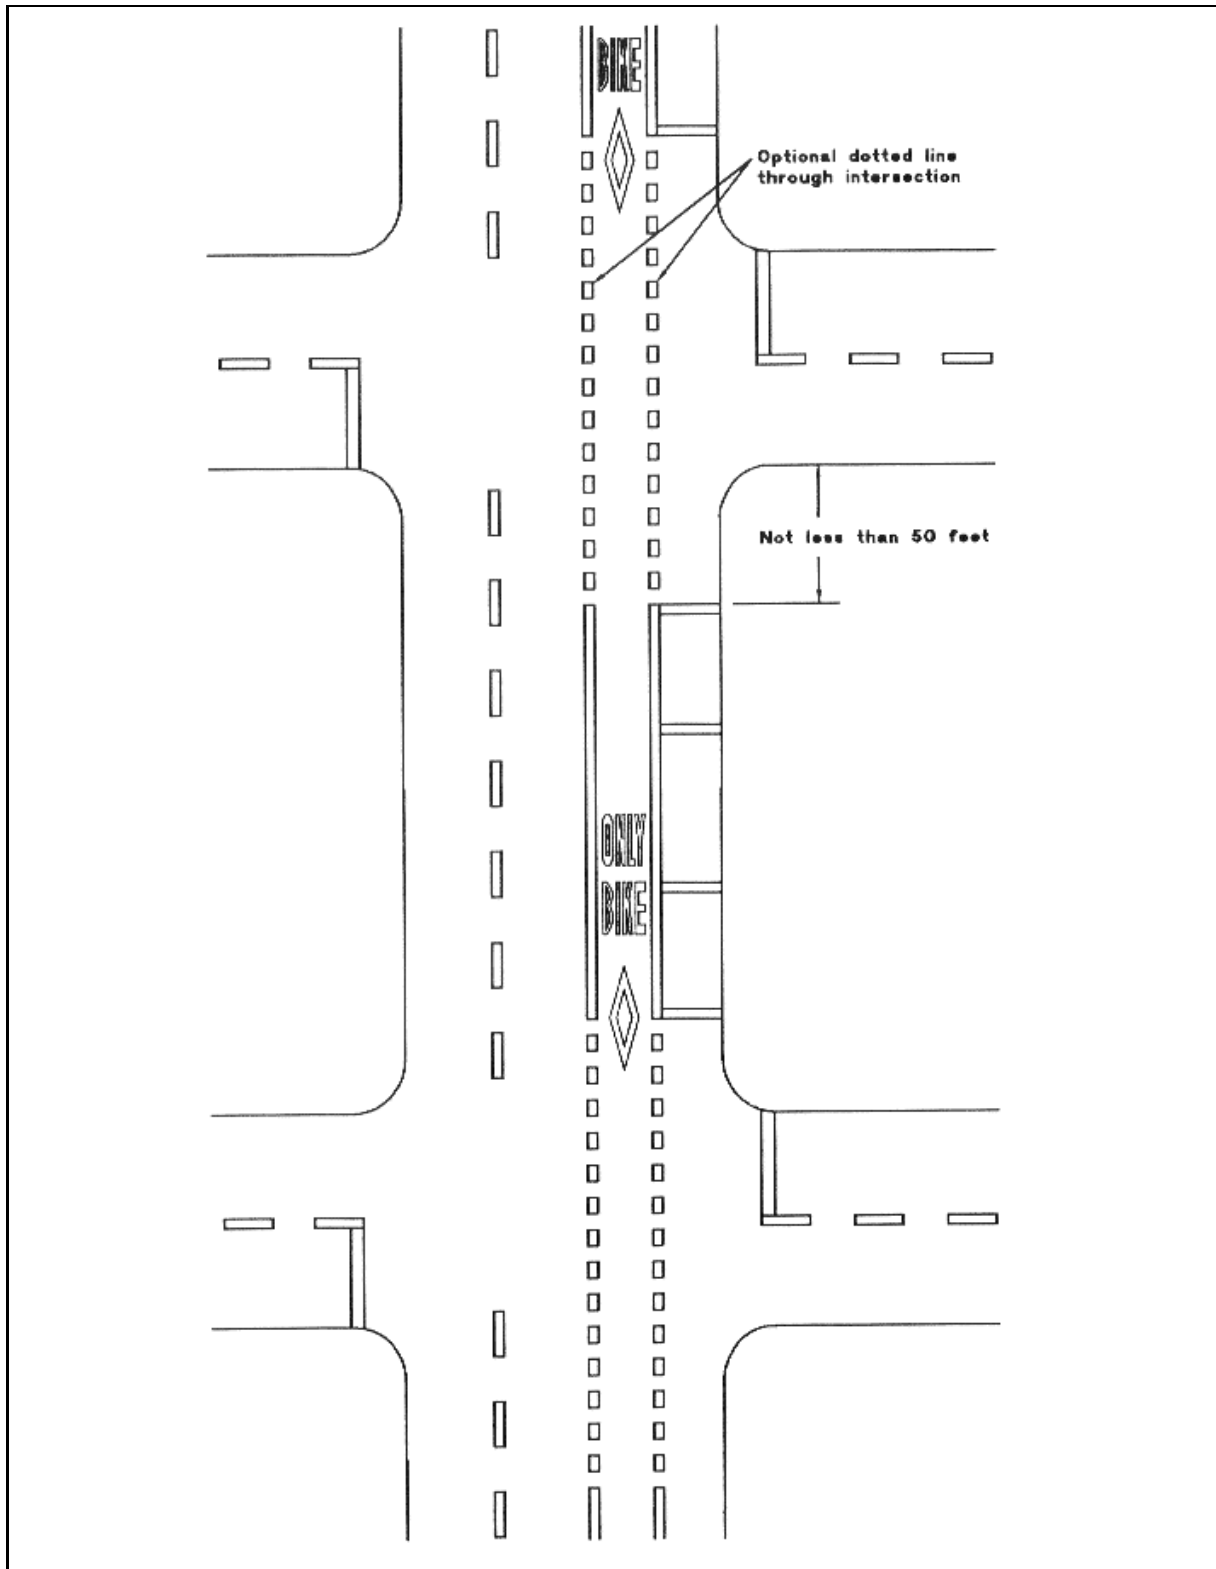 BIKE
Optional dotted line
through intersection
Not less than 50 feet
ONLY
BIKE